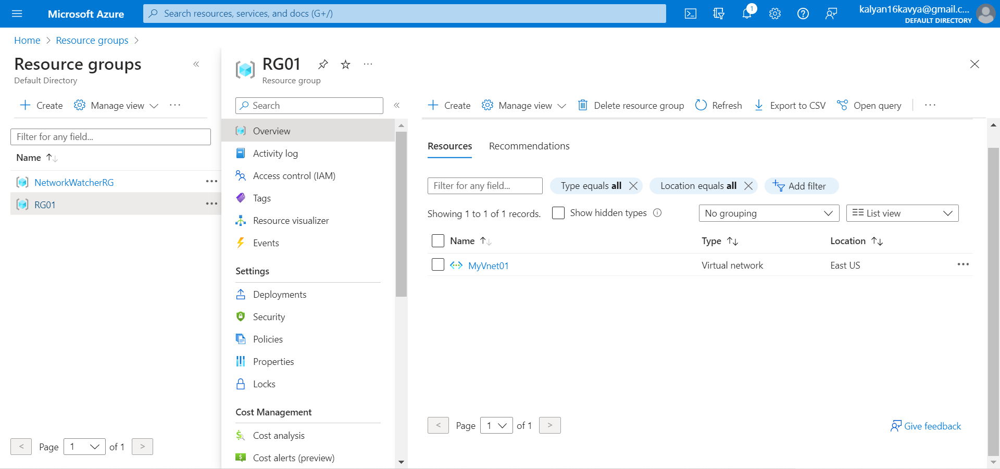 Microsoft Azure
Search resources, services, and docs (G+/)
1
kalyan16kavya@gmail.c...
DEFAULT DIRECTORY
Home > Resource groups >
Resource groups
Default Directory
Create
Manage view
Filter for any field...
Name
NetworkWatcherRG
RG01
< Page 1 of 1 >
RG01
Resource group
Search
Overview
Activity log
Access control (IAM)
Tags
Resource visualizer
Events
Settings
Deployments
Security
Policies
Properties
Locks
Cost Management
Cost analysis
Cost alerts (preview)
Create
Manage view
Delete resource group
Refresh
Export to CSV
Open query
Resources
Recommendations
Filter for any field...
Type equals all
Location equals all
Add filter
Showing 1 to 1 of 1 records.
Show hidden types
No grouping
List view
Name
Type
Location
MyVnet01
Virtual network
East US
< Page 1 of 1 >
Give feedback